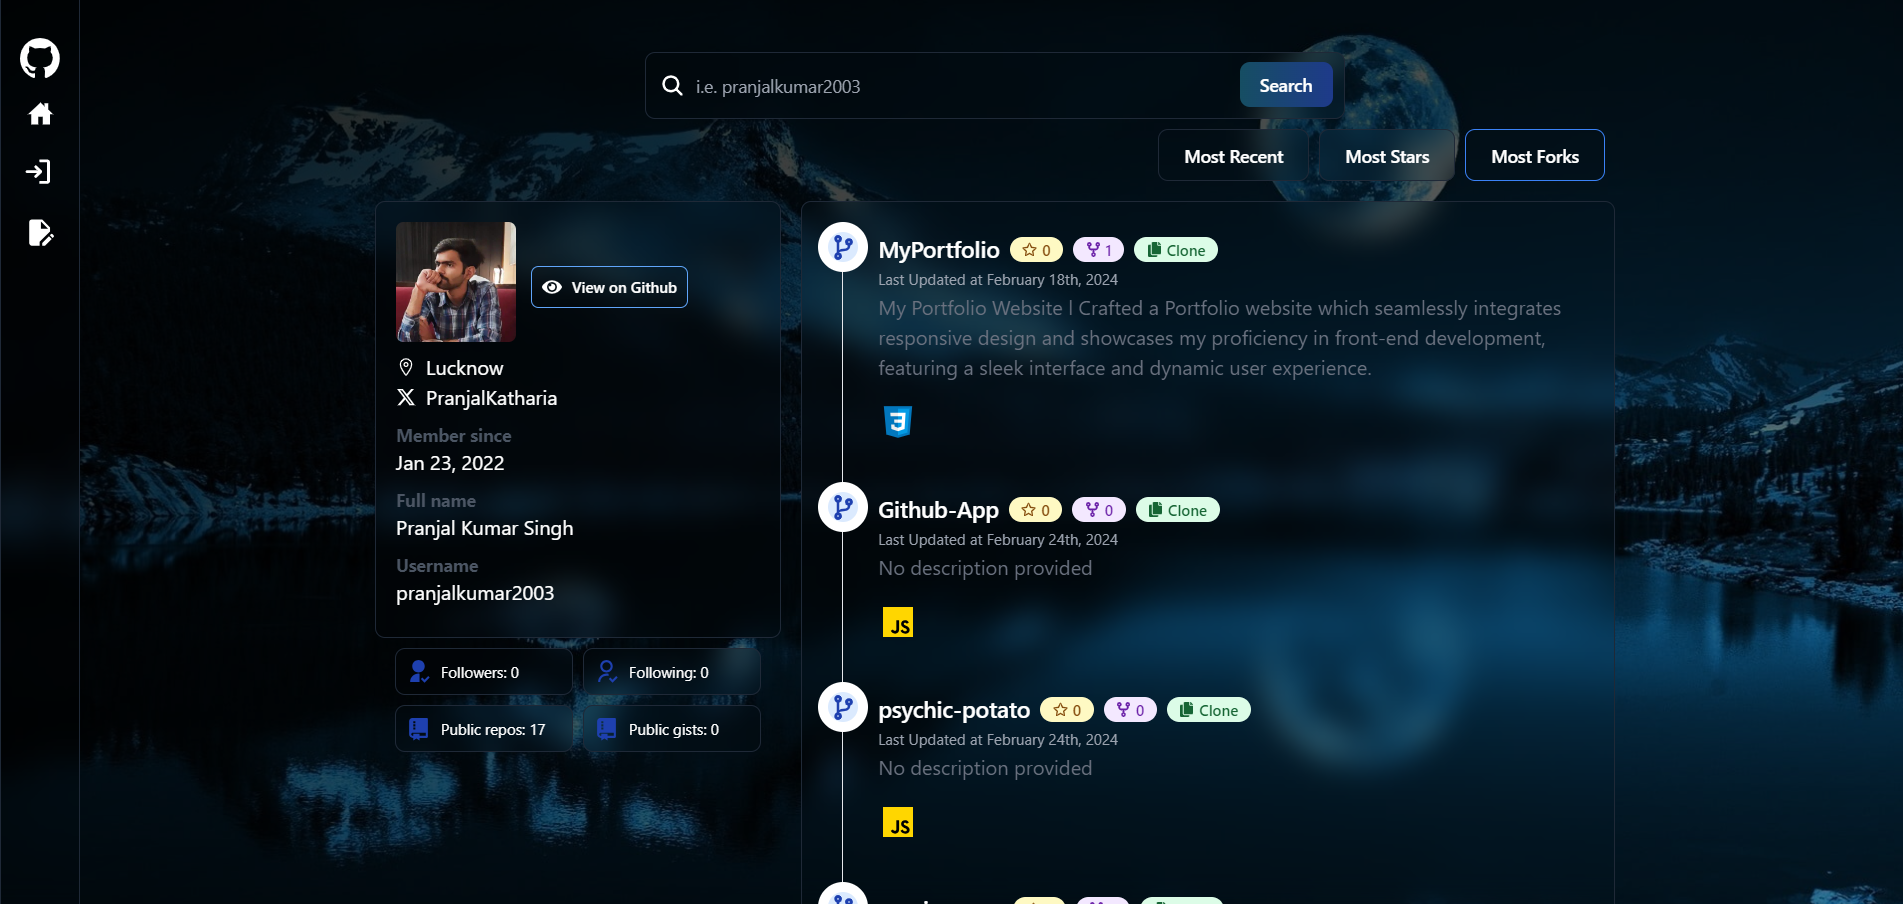 i.e. pranjalkumar2003
Search
Most Recent
Most Stars
Most Forks
View on Github
Lucknow
PranjalKatharia
Member since
Jan 23, 2022
Full name
Pranjal Kumar Singh
Username
pranjalkumar2003
Followers: 0
Following: 0
Public repos: 17
Public gists: 0
MyPortfolio 0 1 Clone
Last Updated at February 18th, 2024
My Portfolio Website | Crafted a Portfolio website which seamlessly integrates
responsive design and showcases my proficiency in front-end development,
featuring a sleek interface and dynamic user experience.
3
Github-App 0 0 Clone
Last Updated at February 24th, 2024
No description provided
JS
psychic-potato 0 0 Clone
Last Updated at February 24th, 2024
No description provided
JS